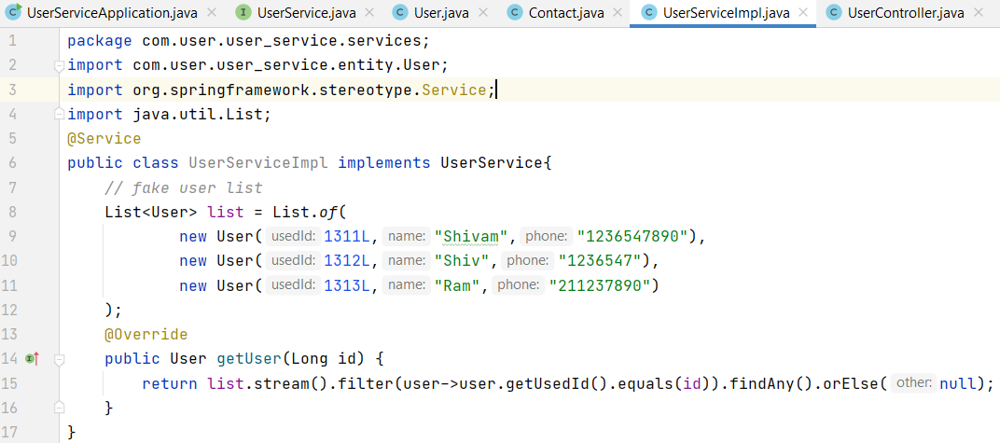 UserServiceApplication.java UserService.java User.java Contact.java UserServiceImpl.java UserController.java
1 package com.user.user_service.services;
2 import com.user.user_service.entity.User;
3 import org.springframework.stereotype.Service;
4 import java.util.List;
5 @Service
6 public class UserServiceImpl implements UserService{
7 // fake user list
8 List<User> list = List.of(
9 new User( usedId: 1311L, name: "Shivam", phone: "1236547890"),
10 new User( usedId: 1312L, name: "Shiv", phone: "1236547"),
11 new User( usedId: 1313L, name: "Ram", phone: "211237890")
12 );
13 @Override
14 public User getUser(Long id) {
15 return list.stream().filter(user->user.getUsedId().equals(id)).findAny().orElse( other: null);
16 }
17 }